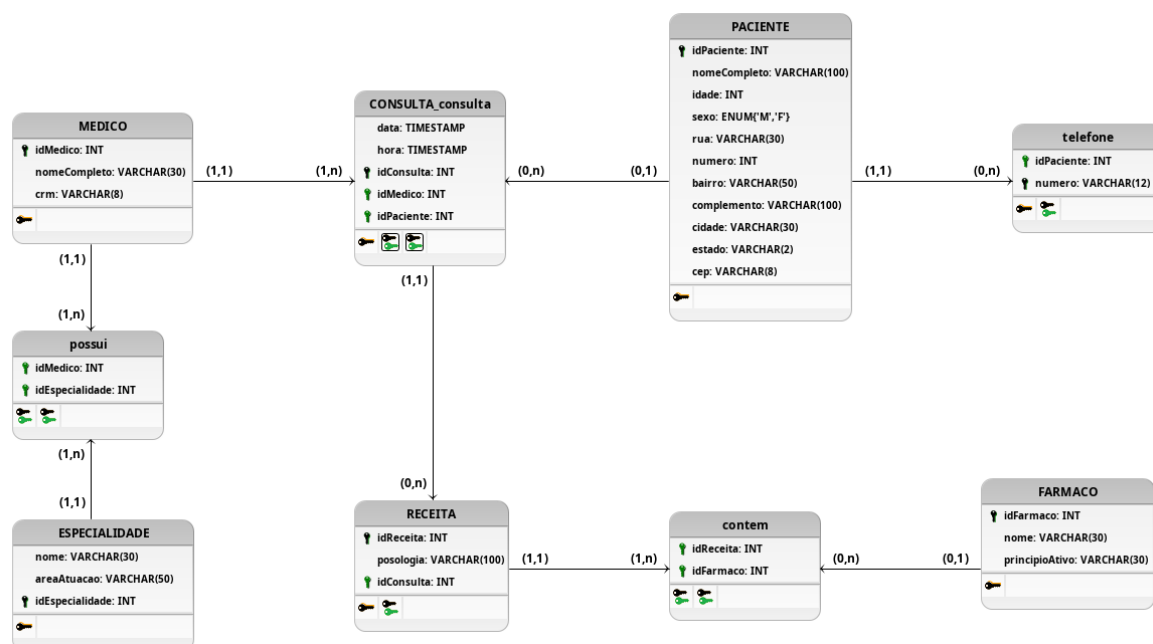 PACIENTE
idPaciente: INT
nomeCompleto: VARCHAR(100)
idade: INT
sexo: ENUM{'M','F'}
rua: VARCHAR(30)
numero: INT
bairro: VARCHAR(50)
complemento: VARCHAR(100)
cidade: VARCHAR(30)
estado: VARCHAR(2)
cep: VARCHAR(8)
CONSULTA_consulta
data: TIMESTAMP
hora: TIMESTAMP
idConsulta: INT
idMedico: INT
idPaciente: INT
MEDICO
idMedico: INT
nomeCompleto: VARCHAR(30)
crm: VARCHAR(8)
telefone
idPaciente: INT
numero: VARCHAR(12)
(1,1)
(1,n)
(0,n)
(0,1)
(1,1)
(0,n)
(1,1)
(1,n)
(1,1)
(0,n)
possui
idMedico: INT
idEspecialidade: INT
(1,n)
(1,1)
ESPECIALIDADE
nome: VARCHAR(30)
areaAtuacao: VARCHAR(50)
idEspecialidade: INT
RECEITA
idReceita: INT
posologia: VARCHAR(100)
idConsulta: INT
(1,1)
(1,n)
contem
idReceita: INT
idFarmaco: INT
(0,n)
(0,1)
FARMACO
idFarmaco: INT
nome: VARCHAR(30)
principioAtivo: VARCHAR(30)